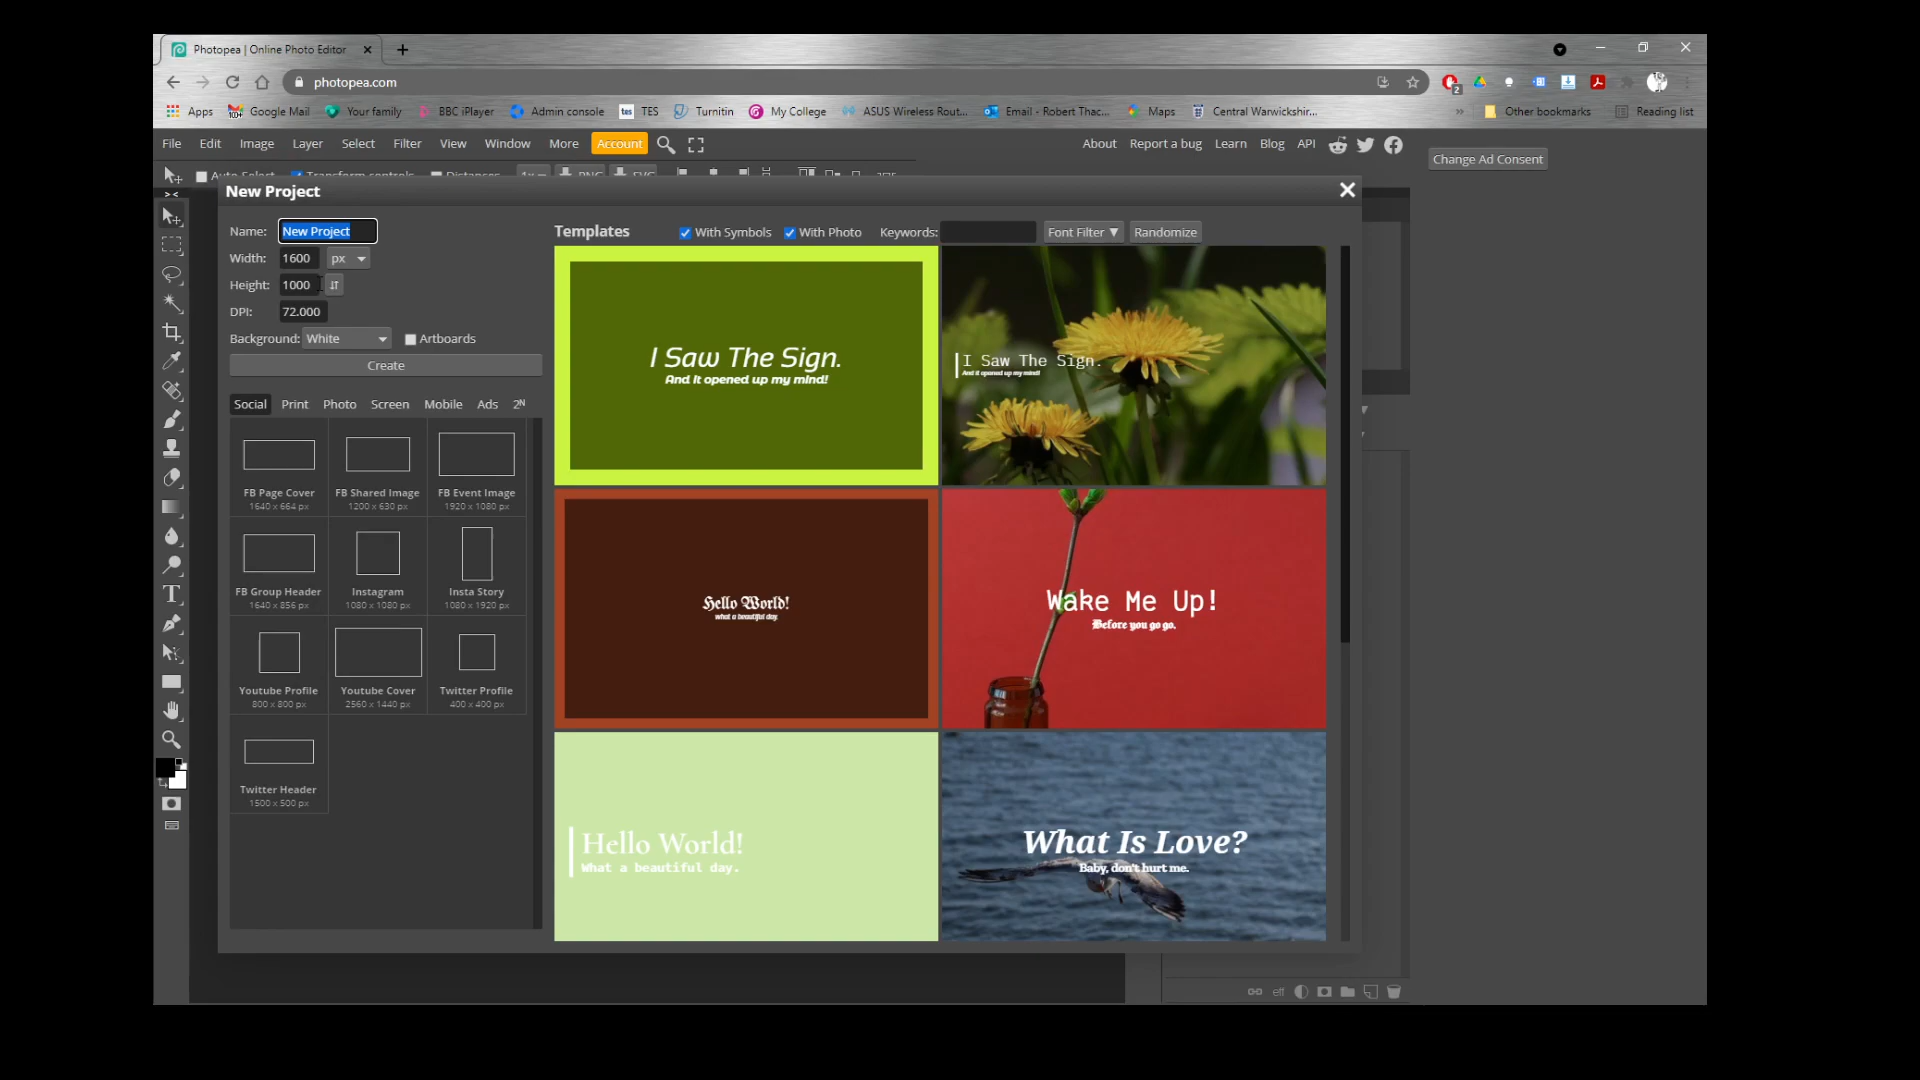 Photopea | Online Photo Editor
photopea.com
Apps
Google Mail
Your family
BBC iPlayer
Admin console
tes
TES
Turnitin
My College
ASUS Wireless Rout...
Email - Robert Thac...
Maps
Central Warwickshir...
»
Other bookmarks
Reading list
File
Edit
Image
Layer
Select
Filter
View
Window
More
Account
About
Report a bug
Learn
Blog
API
Change Ad Consent
Auto-Select
Transform controls
Distances
1x
PNG
SVG
New Project
Name:
New Project
Width:
1600
px
Height:
1000
DPI:
72.000
Background:
White
Artboards
Create
Templates
With Symbols
With Photo
Keywords:
Font Filter ▼
Randomize
Social
Print
Photo
Screen
Mobile
Ads
2ᴺ
FB Page Cover
1640 x 664 px
FB Shared Image
1200 x 630 px
FB Event Image
1920 x 1080 px
FB Group Header
1640 x 856 px
Instagram
1080 x 1080 px
Insta Story
1080 x 1920 px
Youtube Profile
800 x 800 px
Youtube Cover
2560 x 1440 px
Twitter Profile
400 x 400 px
Twitter Header
1500 x 500 px
I Saw The Sign.
And it opened up my mind!
I Saw The Sign.
And it opened up my mind!
Hello World!
what a beautiful day.
Wake Me Up!
Before you go go.
Hello World!
What a beautiful day.
What Is Love?
Baby, don't hurt me.
eff